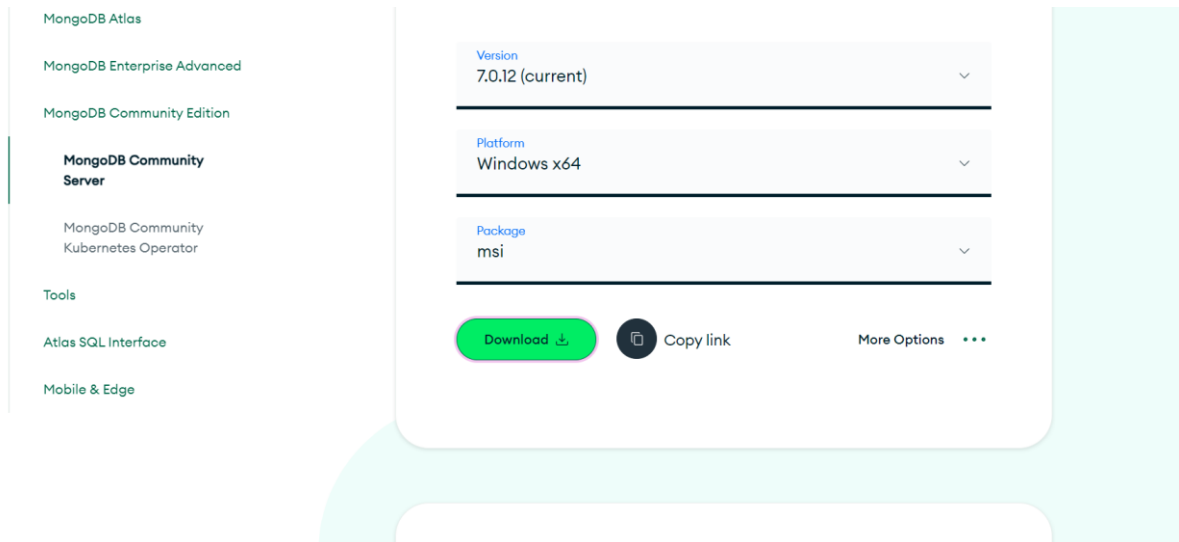 MongoDB Atlas
MongoDB Enterprise Advanced
MongoDB Community Edition
MongoDB Community
Server
MongoDB Community
Kubernetes Operator
Tools
Atlas SQL Interface
Mobile & Edge
Version
7.0.12 (current)
Platform
Windows x64
Package
msi
Download
Copy link
More Options